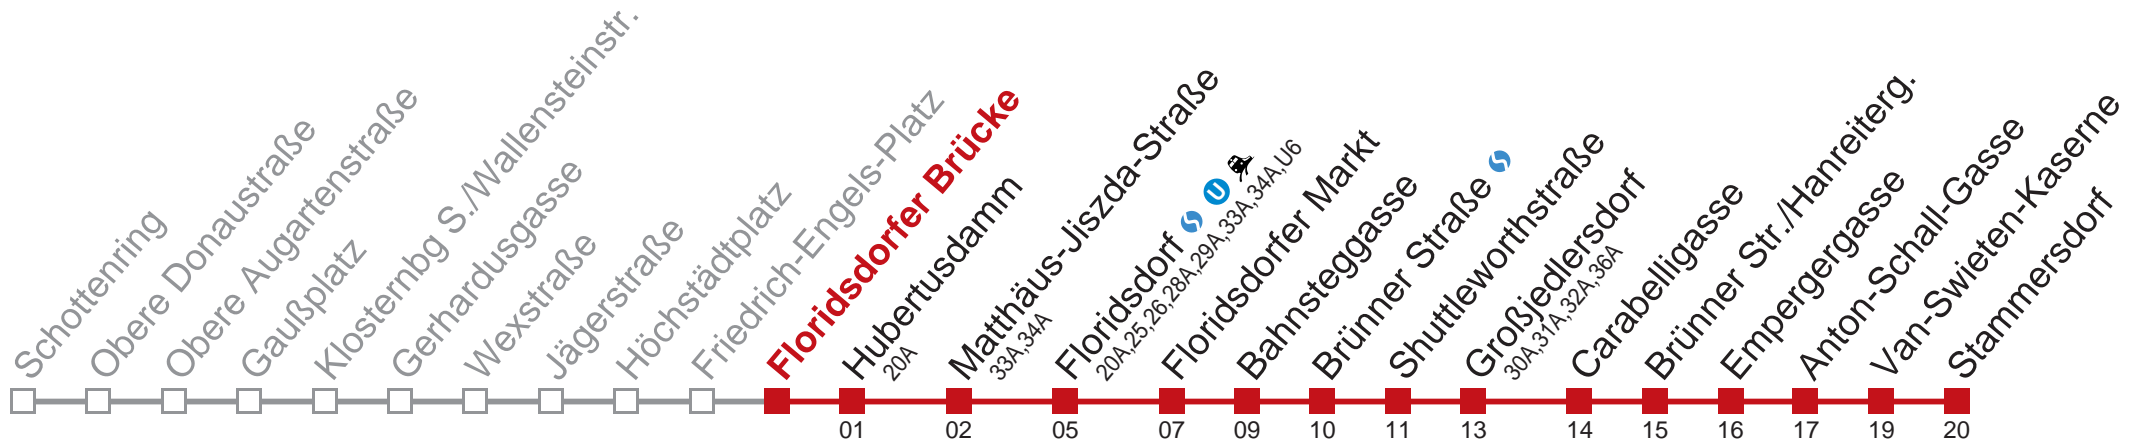 Schottenring
Obere Donaustraße
Obere Augartenstraße
Gaußplatz
Klosternbg S./Wallensteinstr.
Gerhardusgasse
Wexstraße
Jägerstraße
Höchstädtplatz
Friedrich-Engels-Platz
Floridsdorfer Brücke
Hubertusdamm
20A
Matthäus-Jiszda-Straße
33A,34A
Floridsdorf S U
20A,25,26,28A,29A,33A,34A,U6
Floridsdorfer Markt
Bahnsteggasse
Brünner Straße S
Shuttleworthstraße
Großjedlersdorf
30A,31A,32A,36A
Carabelligasse
Brünner Str./Hanreiterg.
Empergergasse
Anton-Schall-Gasse
Van-Swieten-Kaserne
Stammersdorf
01 02 05 07 09 10 11 13 14 15 16 17 19 20